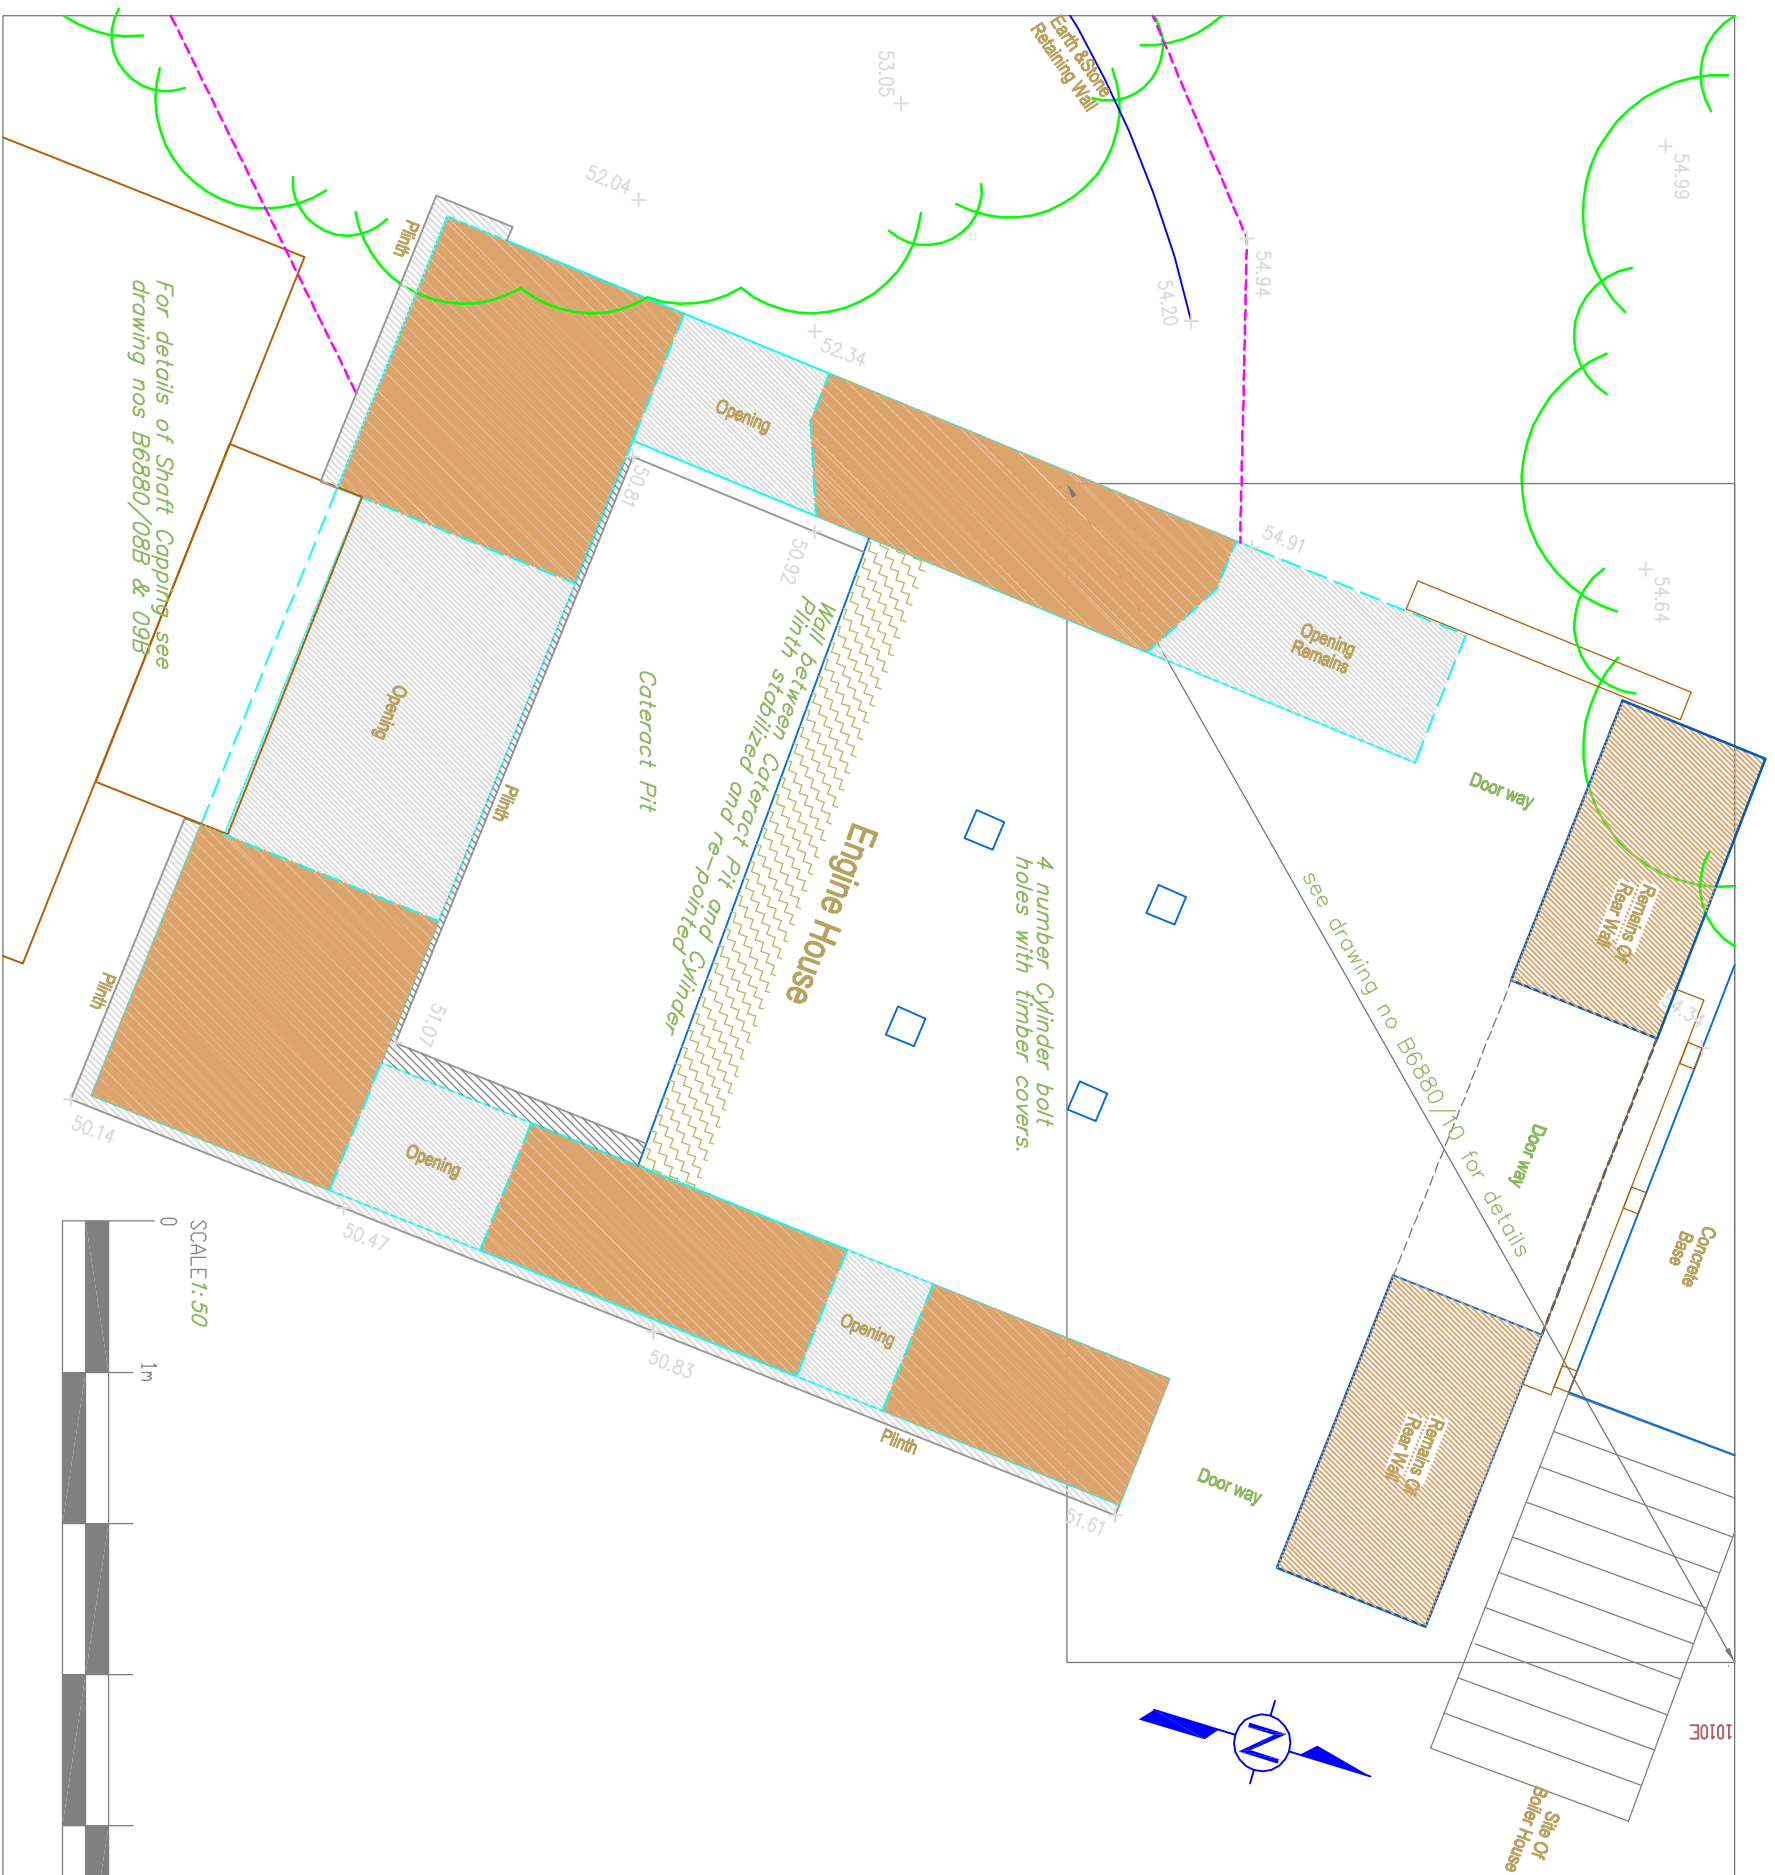 Earth &Stone
Retaining Wall
53.05
54.99
52.04
Plinth
54.94
54.20
For details of Shaft Capping see
drawing nos B6880/08B & 09B
52.34
Opening
50.81
50.92
54.91
54.64
Opening
Remains
Opening
Cateract Pit
Wall between Cateract Pit and Cylinder
Plinth stabilized and re-pointed
Plinth
Engine House
4 number Cylinder bolt
holes with timber covers.
Door way
see drawing no B6880/10 for details
Remains Of
Rear Wall
54.34
Plinth
51.07
50.14
Opening
50.47
Door way
Concrete
Base
0
SCALE1:50
1m
50.83
Opening
Plinth
51.61
Door way
Remains Of
Rear Wall
N
1010E
Site Of
Boiler House